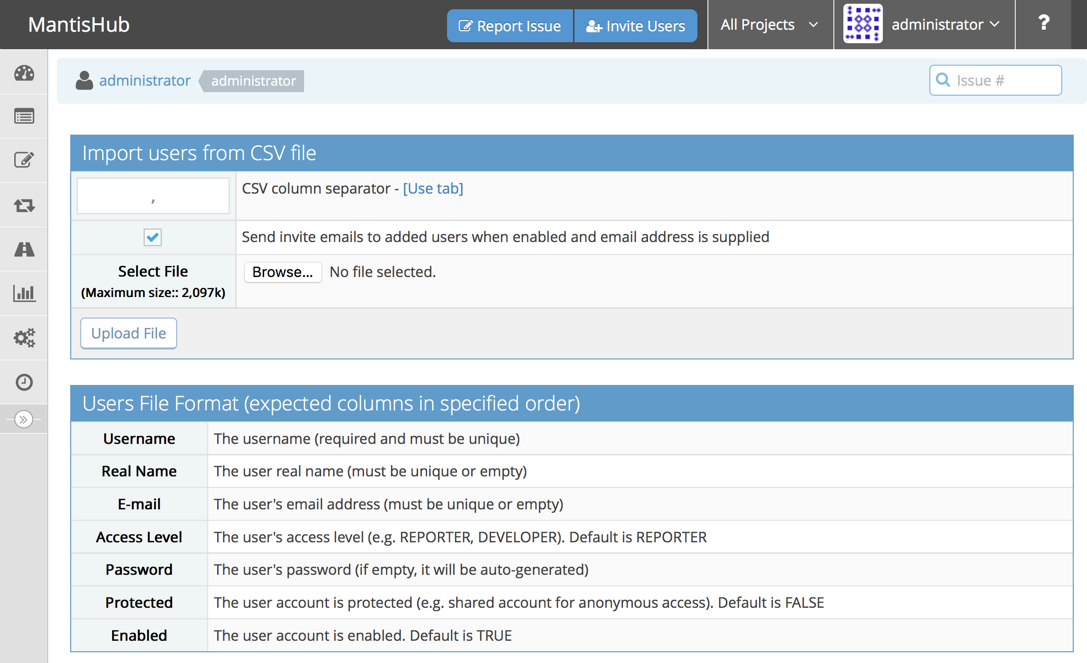 MantisHub
Report Issue
Invite Users
All Projects
administrator
?
administrator
administrator
Issue #
Import users from CSV file
,
CSV column separator - [Use tab]
Send invite emails to added users when enabled and email address is supplied
Select File
(Maximum size:: 2,097k)
Browse... No file selected.
Upload File
Users File Format (expected columns in specified order)
Username The username (required and must be unique)
Real Name The user real name (must be unique or empty)
E-mail The user's email address (must be unique or empty)
Access Level The user's access level (e.g. REPORTER, DEVELOPER). Default is REPORTER
Password The user's password (if empty, it will be auto-generated)
Protected The user account is protected (e.g. shared account for anonymous access). Default is FALSE
Enabled The user account is enabled. Default is TRUE